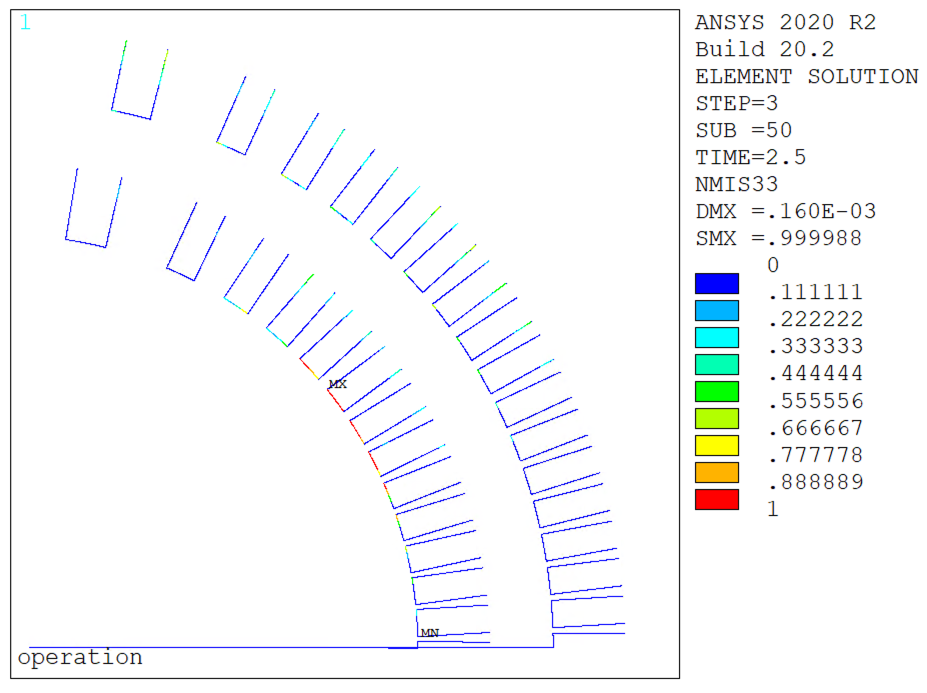 1
ANSYS 2020 R2
Build 20.2
ELEMENT SOLUTION
STEP=3
SUB =50
TIME=2.5
NMIS33
DMX =.160E-03
SMX =.999988
0
.111111
.222222
.333333
.444444
.555556
.666667
.777778
.888889
1
MX
MN
operation